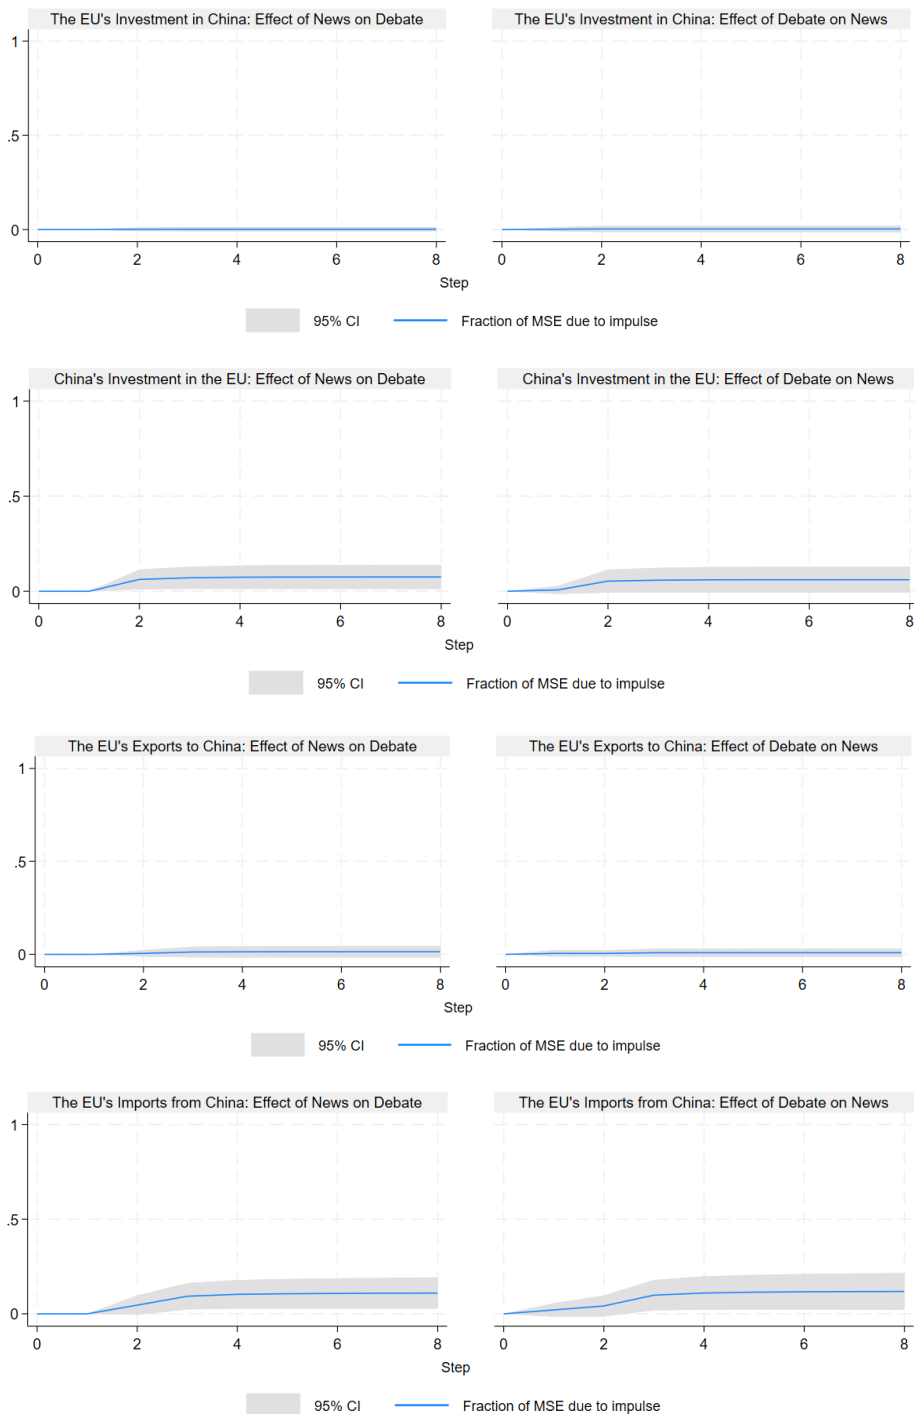 The EU's Investment in China: Effect of News on Debate The EU's Investment in China: Effect of Debate on News
1
.5
0
0 2 4 6 8 0 2 4 6 8
Step
95% CI Fraction of MSE due to impulse
China's Investment in the EU: Effect of News on Debate China's Investment in the EU: Effect of Debate on News
1
.5
0
0 2 4 6 8 0 2 4 6 8
Step
95% CI Fraction of MSE due to impulse
The EU's Exports to China: Effect of News on Debate The EU's Exports to China: Effect of Debate on News
1
.5
0
0 2 4 6 8 0 2 4 6 8
Step
95% CI Fraction of MSE due to impulse
The EU's Imports from China: Effect of News on Debate The EU's Imports from China: Effect of Debate on News
1
.5
0
0 2 4 6 8 0 2 4 6 8
Step
95% CI Fraction of MSE due to impulse